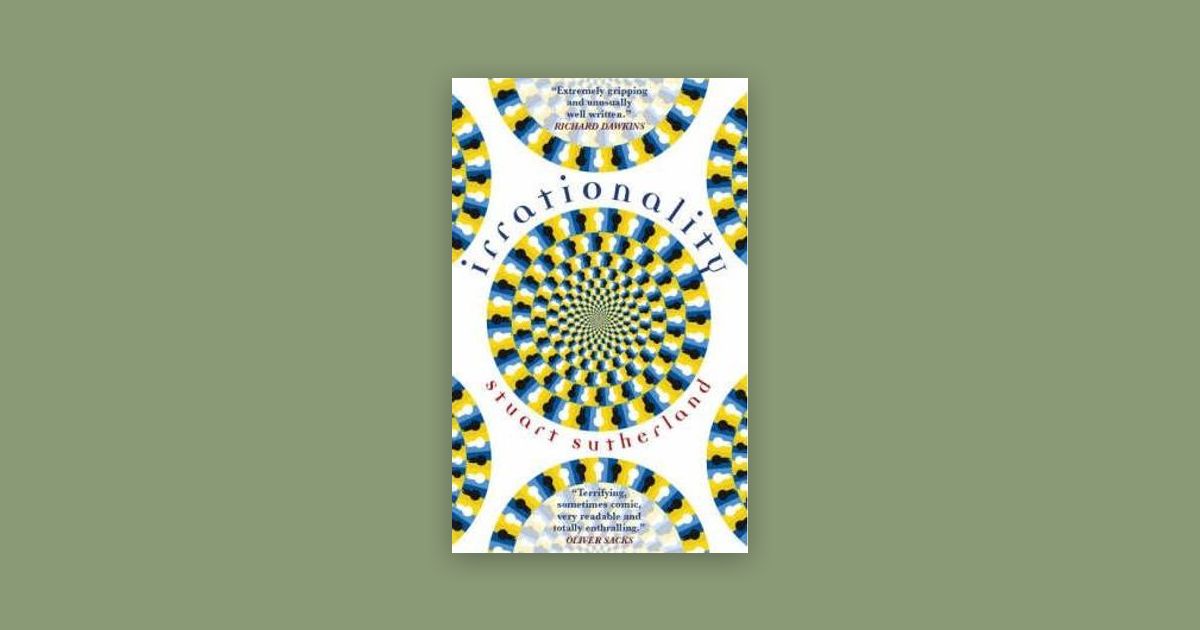 “Extremely gripping
and unusually
well written.”
RICHARD DAWKINS
irrationality
stuart sutherland
“Terrifying,
sometimes comic,
very readable and
totally enthralling.”
OLIVER SACKS